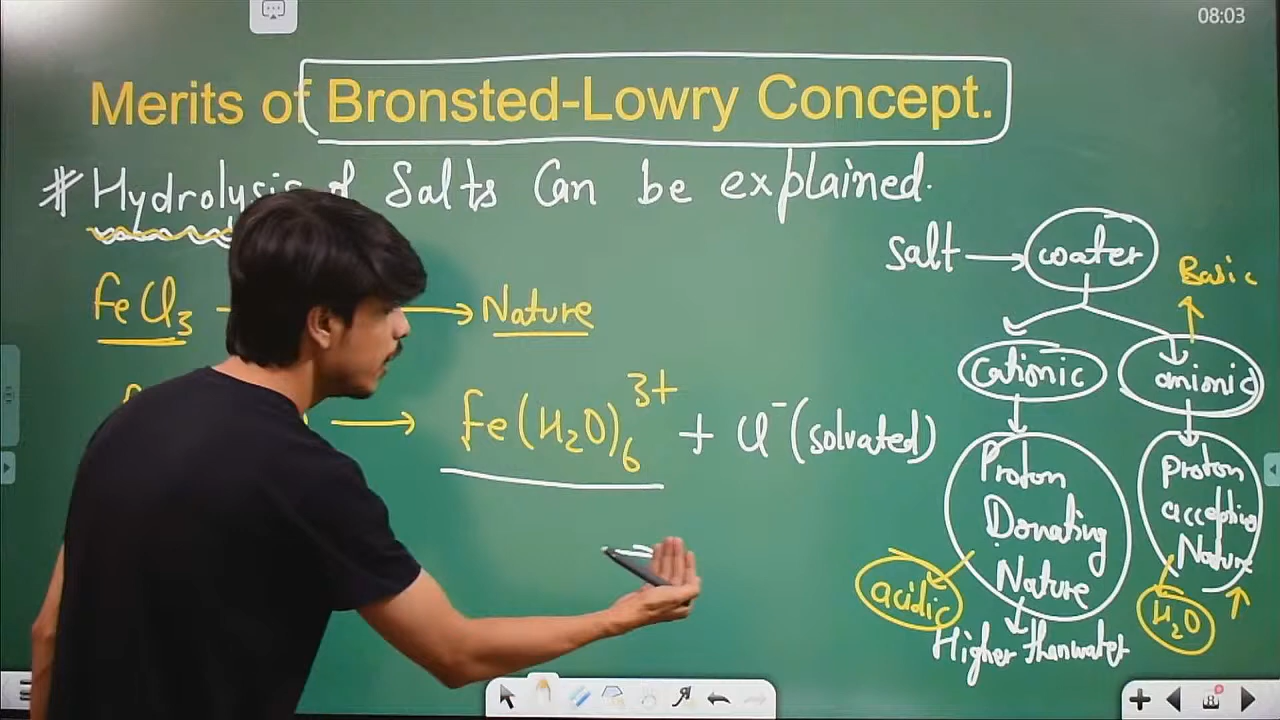 08:03
Merits of Bronsted-Lowry Concept.
# Hydrolysis of Salts Can be explained.
salt → water
Basic
FeCl3 → Nature
cationic
anionic
→ Fe(H2O)6 3+ + Cl- (solvated)
Proton
Donating
Nature
Proton
accepting
Nature
acidic
H2O
Higher than water